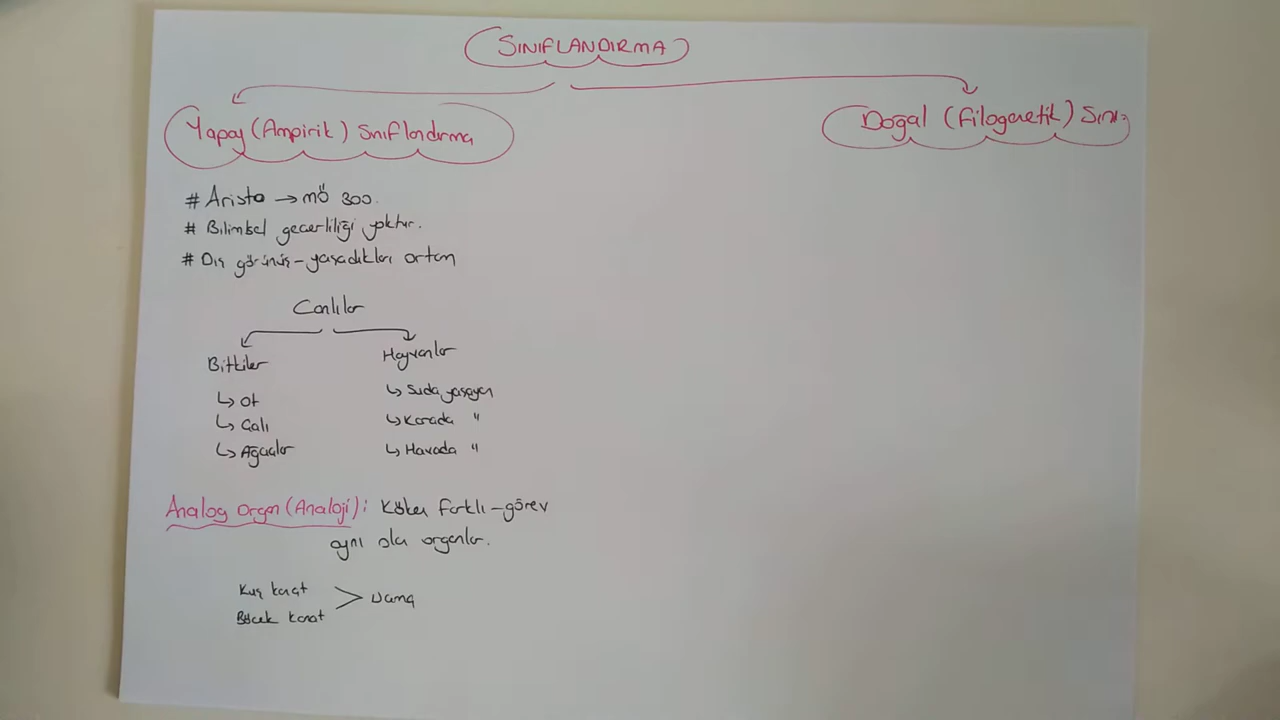 SINIFLANDIRMA
Yapay (Ampirik) Sınıflandırma
Doğal (Filogenetik) Sını
# Aristo → mö 300.
# Bilimsel geçerliliği yoktur.
# Dış görünüş - yaşadıkları ortam
Canlılar
Bitkiler
↳ ot
↳ Çalı
↳ Ağaçlar
Hayvanlar
↳ Suda yaşayan
↳ Karada "
↳ Havada "
Analog Organ (Analoji): Köken farklı - görev
aynı olan organlar.
Kuş kanat
Böcek kanat
> Uçma